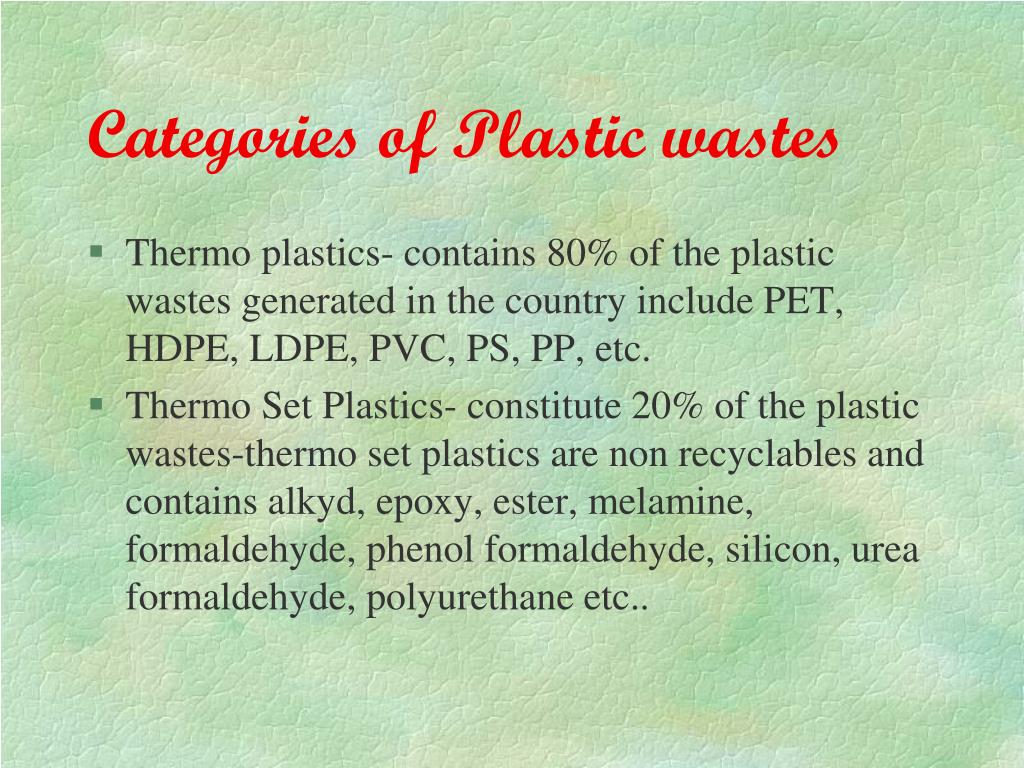 Categories of Plastic wastes
▪ Thermo plastics- contains 80% of the plastic
wastes generated in the country include PET,
HDPE, LDPE, PVC, PS, PP, etc.
▪ Thermo Set Plastics- constitute 20% of the plastic
wastes-thermo set plastics are non recyclables and
contains alkyd, epoxy, ester, melamine,
formaldehyde, phenol formaldehyde, silicon, urea
formaldehyde, polyurethane etc..